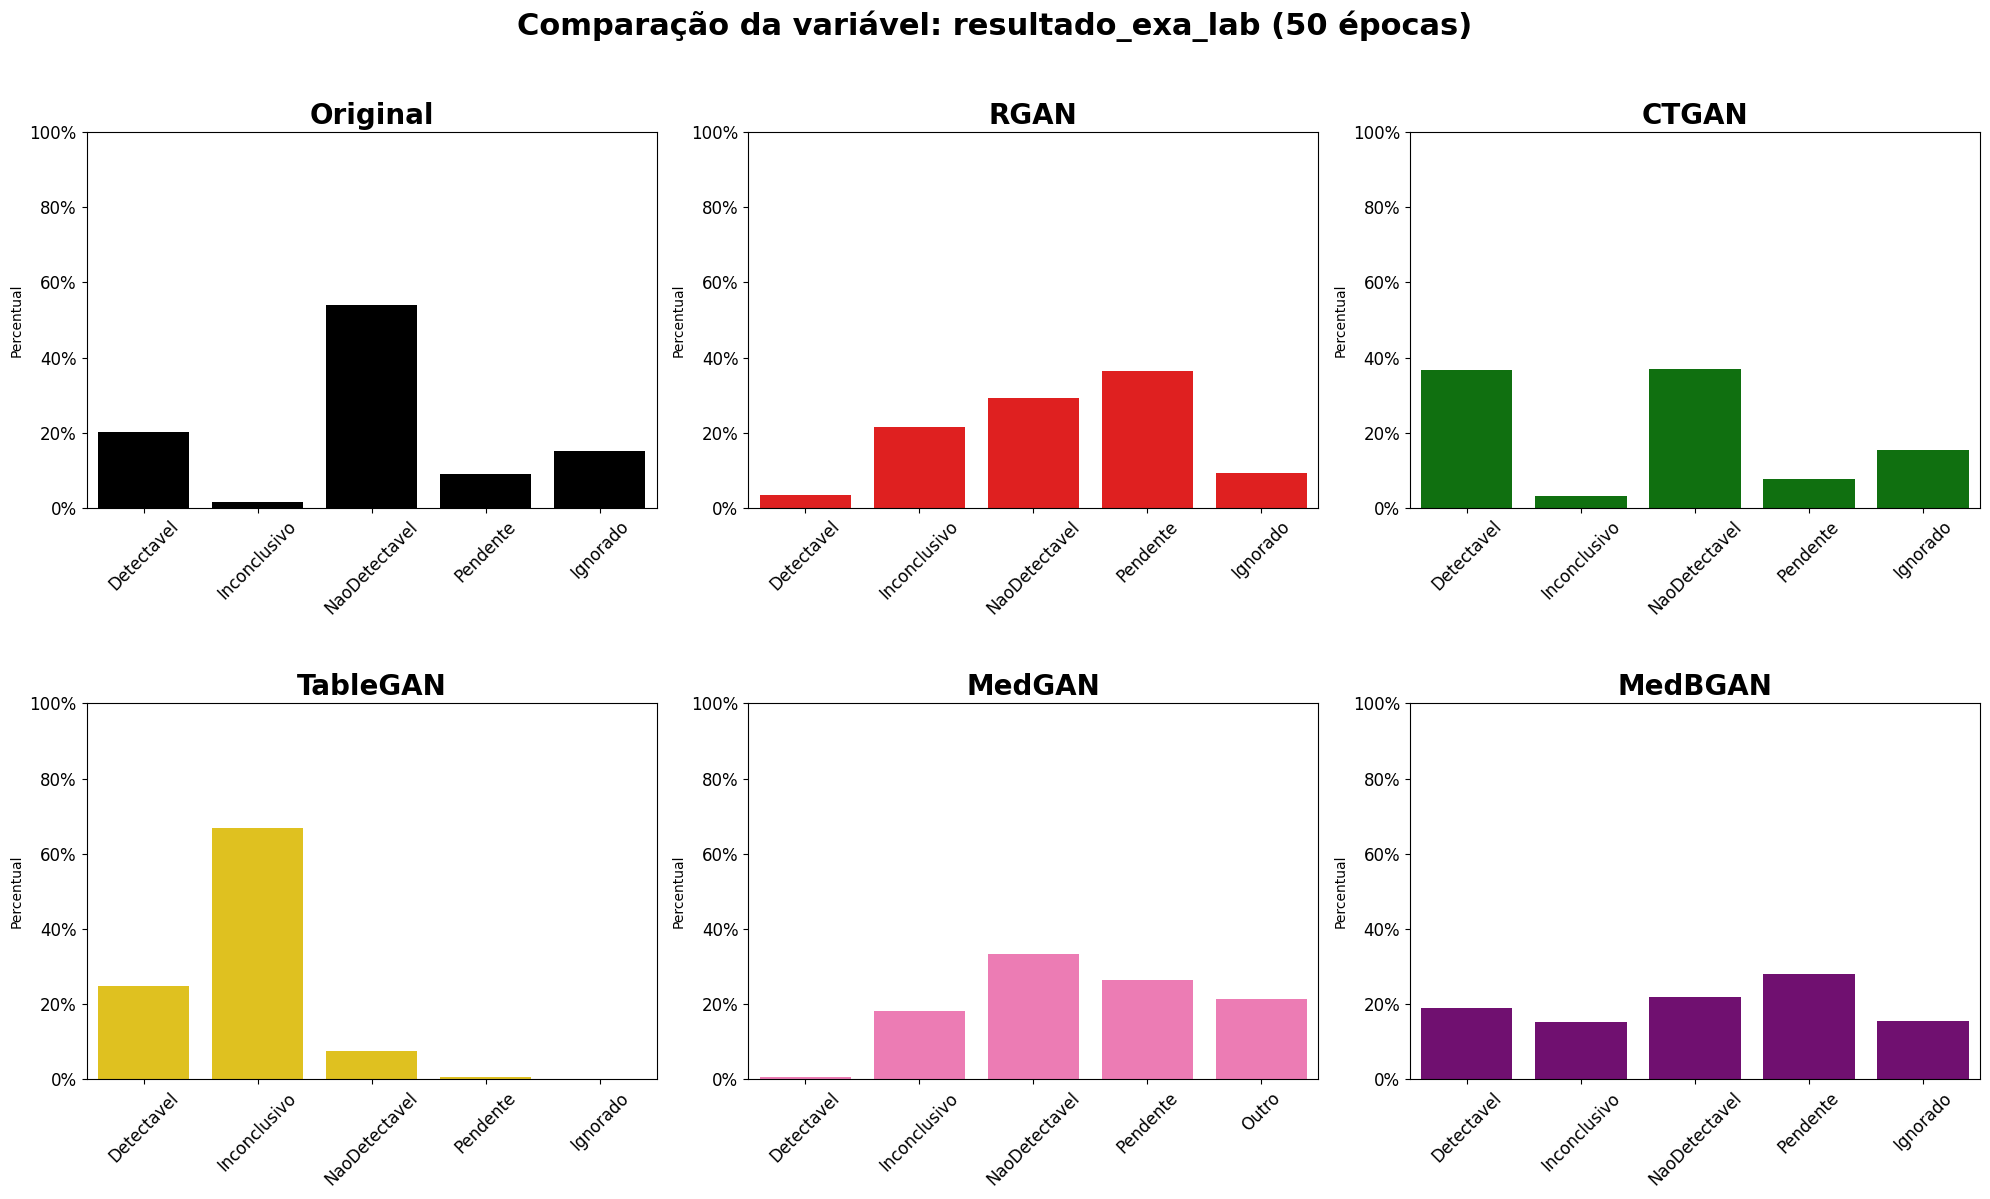 Comparação da variável: resultado_exa_lab (50 épocas)
Original
100%
80%
60%
40%
20%
0%
Percentual
Detectavel
Inconclusivo
NaoDetectavel
Pendente
Ignorado
RGAN
100%
80%
60%
40%
20%
0%
Percentual
Detectavel
Inconclusivo
NaoDetectavel
Pendente
Ignorado
CTGAN
100%
80%
60%
40%
20%
0%
Percentual
Detectavel
Inconclusivo
NaoDetectavel
Pendente
Ignorado
TableGAN
100%
80%
60%
40%
20%
0%
Percentual
Detectavel
Inconclusivo
NaoDetectavel
Pendente
Ignorado
MedGAN
100%
80%
60%
40%
20%
0%
Percentual
Detectavel
Inconclusivo
NaoDetectavel
Pendente
Outro
MedBGAN
100%
80%
60%
40%
20%
0%
Percentual
Detectavel
Inconclusivo
NaoDetectavel
Pendente
Ignorado